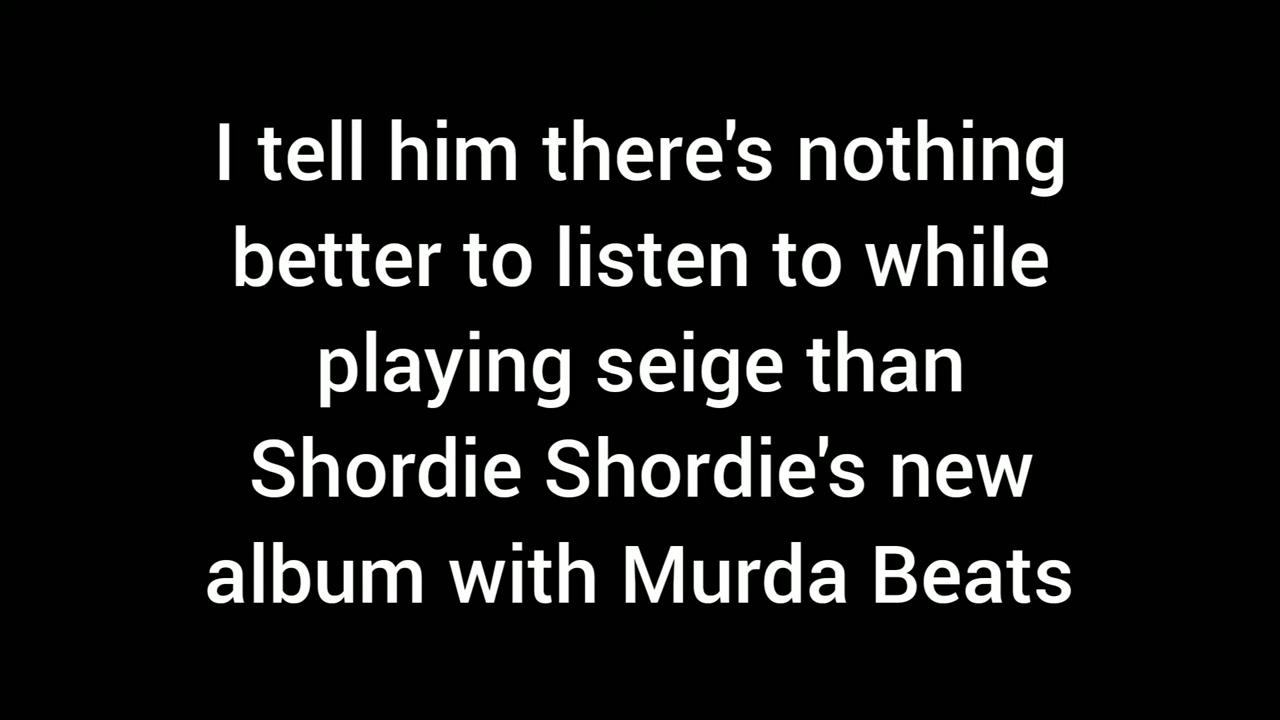 I tell him there's nothing
better to listen to while
playing seige than
Shordie Shordie's new
album with Murda Beats